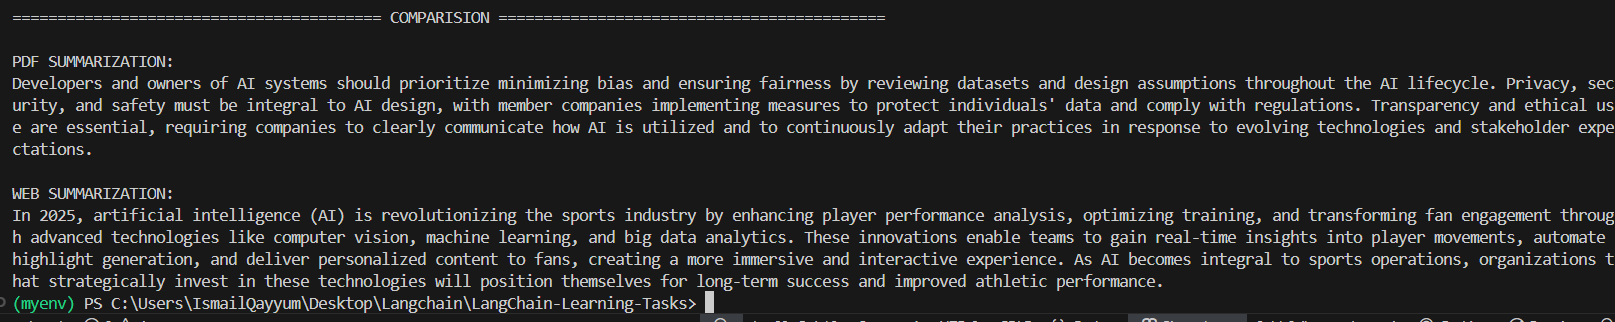 ========================================= COMPARISION ===========================================
PDF SUMMARIZATION:
Developers and owners of AI systems should prioritize minimizing bias and ensuring fairness by reviewing datasets and design assumptions throughout the AI lifecycle. Privacy, sec
urity, and safety must be integral to AI design, with member companies implementing measures to protect individuals' data and comply with regulations. Transparency and ethical us
e are essential, requiring companies to clearly communicate how AI is utilized and to continuously adapt their practices in response to evolving technologies and stakeholder expe
ctations.
WEB SUMMARIZATION:
In 2025, artificial intelligence (AI) is revolutionizing the sports industry by enhancing player performance analysis, optimizing training, and transforming fan engagement throug
h advanced technologies like computer vision, machine learning, and big data analytics. These innovations enable teams to gain real-time insights into player movements, automate
highlight generation, and deliver personalized content to fans, creating a more immersive and interactive experience. As AI becomes integral to sports operations, organizations t
hat strategically invest in these technologies will position themselves for long-term success and improved athletic performance.
(myenv) PS C:\Users\IsmailQayyum\Desktop\Langchain\LangChain-Learning-Tasks>